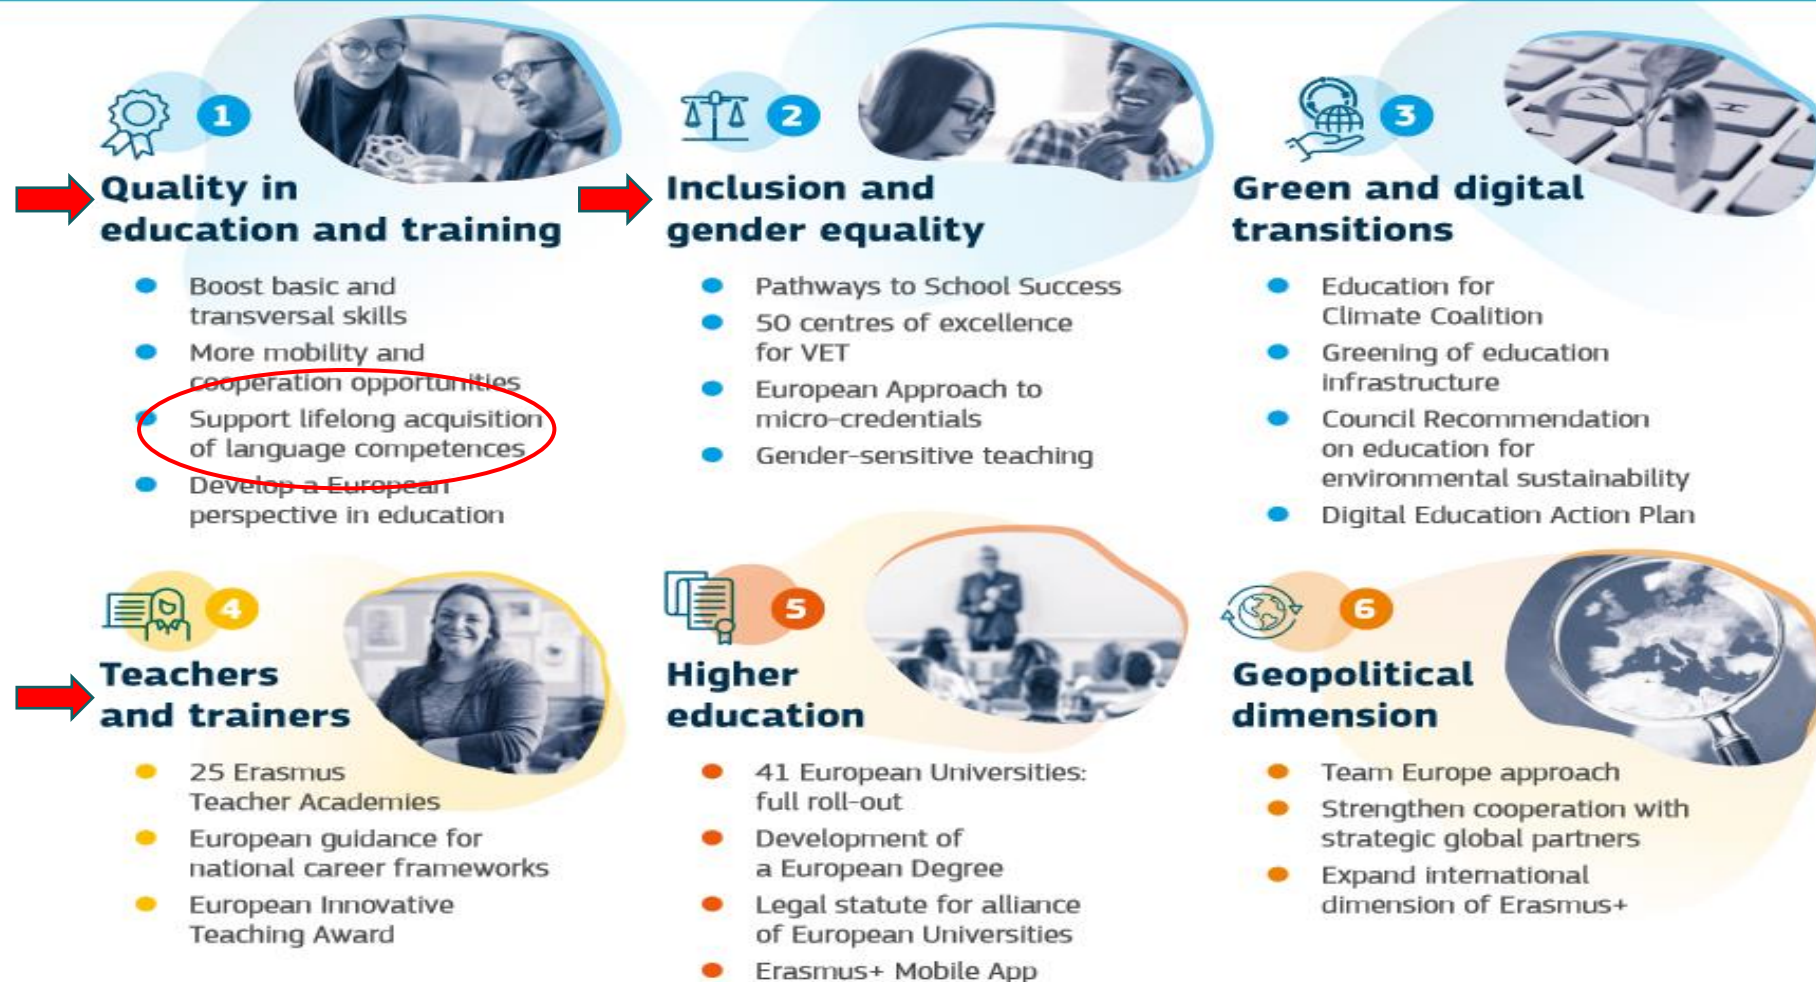 1
Quality in
education and training
Boost basic and
transversal skills
More mobility and
cooperation opportunities
Support lifelong acquisition
of language competences
Develop a European
perspective in education
2
Inclusion and
gender equality
Pathways to School Success
50 centres of excellence
for VET
European Approach to
micro-credentials
Gender-sensitive teaching
3
Green and digital
transitions
Education for
Climate Coalition
Greening of education
infrastructure
Council Recommendation
on education for
environmental sustainability
Digital Education Action Plan
4
Teachers
and trainers
25 Erasmus
Teacher Academies
European guidance for
national career frameworks
European Innovative
Teaching Award
5
Higher
education
41 European Universities:
full roll-out
Development of
a European Degree
Legal statute for alliance
of European Universities
Erasmus+ Mobile App
6
Geopolitical
dimension
Team Europe approach
Strengthen cooperation with
strategic global partners
Expand international
dimension of Erasmus+